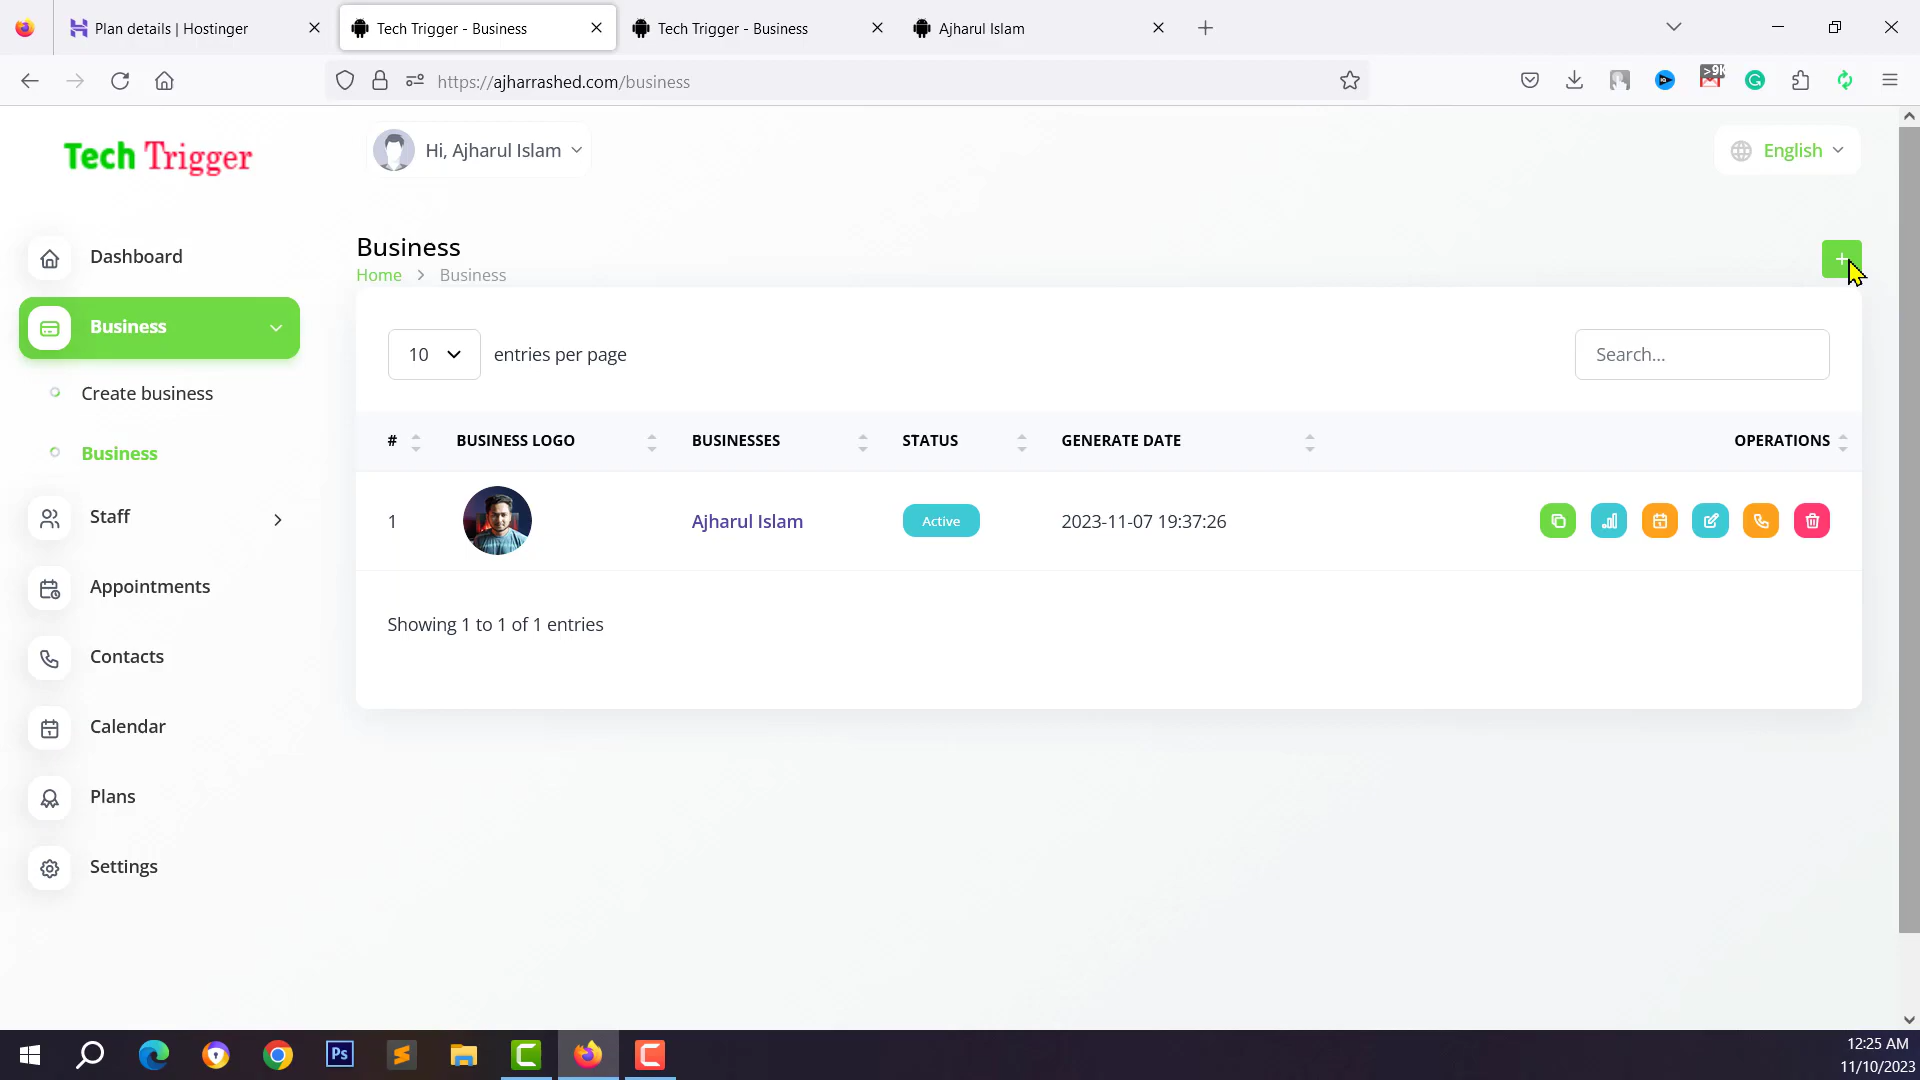 Plan details | Hostinger
Tech Trigger - Business
Tech Trigger - Business
Ajharul Islam
https://ajharrashed.com/business
>9K
Tech Trigger
Hi, Ajharul Islam
English
Dashboard
Business
Create business
Business
Staff
Appointments
Contacts
Calendar
Plans
Settings
Business
Home > Business
+
10 entries per page
Search...
# BUSINESS LOGO BUSINESSES STATUS GENERATE DATE OPERATIONS
1 Ajharul Islam Active 2023-11-07 19:37:26
Showing 1 to 1 of 1 entries
Ps
12:25 AM
11/10/2023